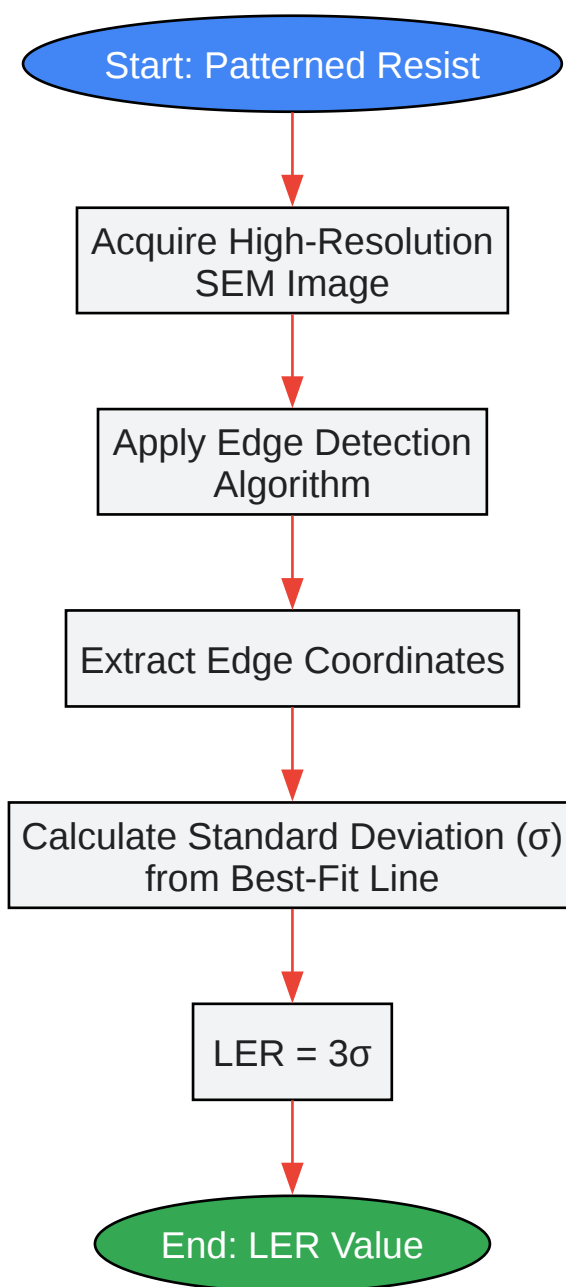 Start: Patterned Resist
Acquire High-Resolution
SEM Image
Apply Edge Detection
Algorithm
Extract Edge Coordinates
Calculate Standard Deviation (σ)
from Best-Fit Line
LER = 3σ
End: LER Value